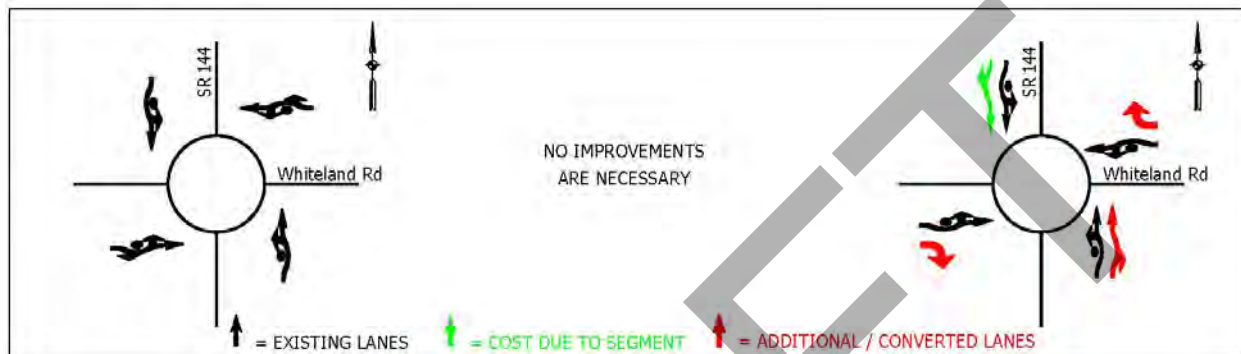 SR 144
Whiteland Rd
NO IMPROVEMENTS
ARE NECESSARY
SR 144
Whiteland Rd
= EXISTING LANES
= COST DUE TO SEGMENT
= ADDITIONAL / CONVERTED LANES